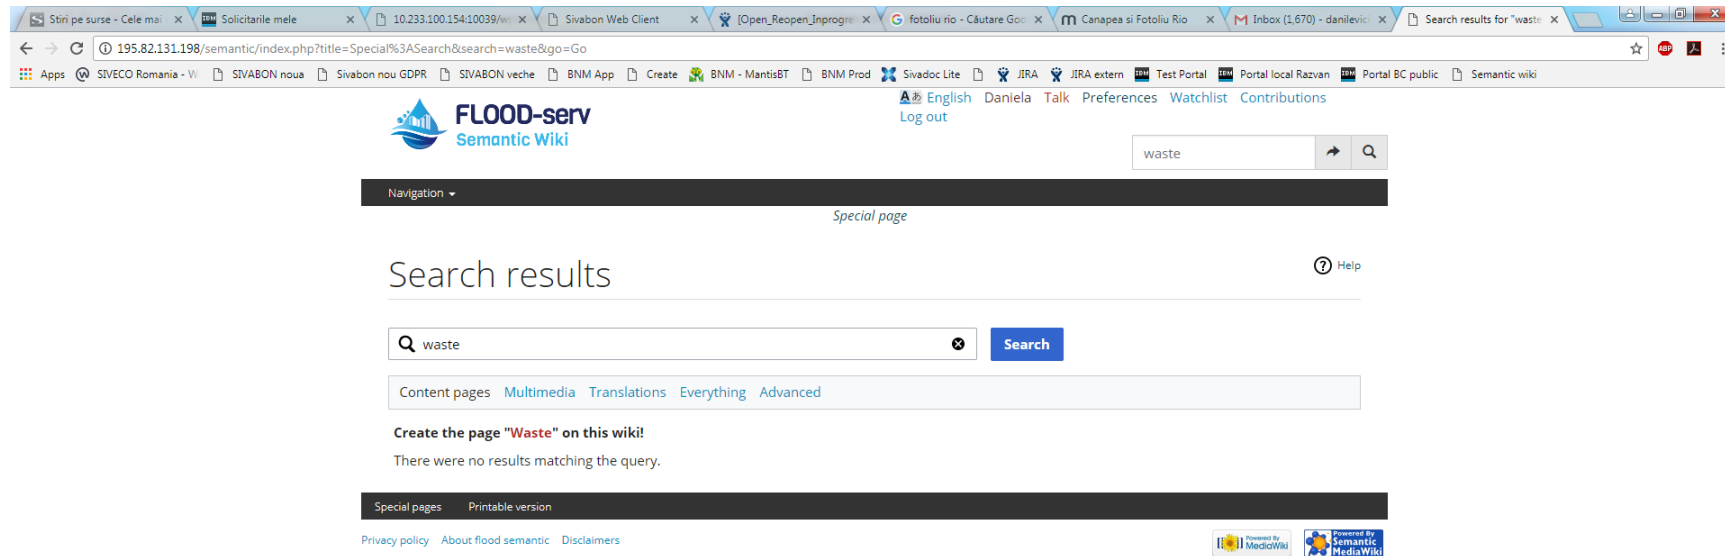 Stiri pe surse - Cele mai Solicitarile mele 10.233.100.154:10039/w Sivabon Web Client [Open_Reopen_Inprogre fotoliu rio - Căutare Goo Canapea si Fotoliu Rio Inbox (1,670) - danilevici Search results for "waste
195.82.131.198/semantic/index.php?title=Special%3ASearch&search=waste&go=Go ABP
Apps SIVECO Romania - W SIVABON noua Sivabon nou GDPR SIVABON veche BNM App Create BNM - MantisBT BNM Prod Sivadoc Lite JIRA JIRA extern Test Portal Portal local Razvan Portal BC public Semantic wiki
FLOOD-serv
Semantic Wiki
English Daniela Talk Preferences Watchlist Contributions
Log out
waste
Navigation
Special page
Search results
Help
waste Search
Content pages Multimedia Translations Everything Advanced
Create the page "Waste" on this wiki!
There were no results matching the query.
Special pages Printable version
Privacy policy About flood semantic Disclaimers
Powered By MediaWiki
Powered By Semantic MediaWiki